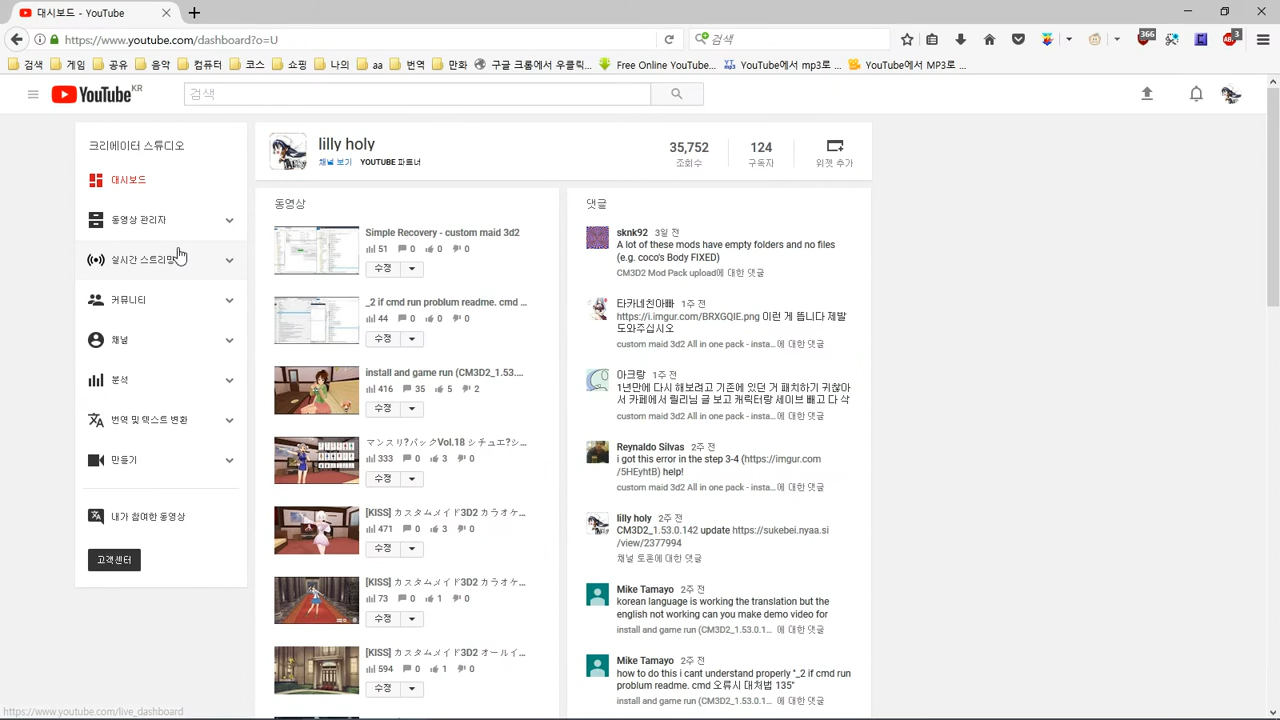 대시보드 - YouTube
https://www.youtube.com/dashboard?o=U
검색
366
3
검색
게임
공유
음악
컴퓨터
코스
쇼핑
나의
aa
번역
만화
구글 크롬에서 우클릭...
Free Online YouTube...
YouTube에서 mp3로 ...
YouTube에서 MP3로 ...
YouTube KR
검색
크리에이터 스튜디오
대시보드
동영상 관리자
실시간 스트리밍
커뮤니티
채널
분석
번역 및 텍스트 변환
만들기
내가 참여한 동영상
고객센터
lilly holy
채널 보기 YOUTUBE 파트너
35,752
조회수
124
구독자
위젯 추가
동영상
Simple Recovery - custom maid 3d2
51 0 0 0
수정
_2 if cmd run problum readme. cmd ...
44 0 0 0
수정
install and game run (CM3D2_1.53....
416 35 5 2
수정
マンスリ?パックVol.18 シチュエ?シ...
333 0 3 0
수정
[KISS] カスタムメイド3D2 カラオケ...
471 0 3 0
수정
[KISS] カスタムメイド3D2 カラオケ...
73 0 1 0
수정
[KISS] カスタムメイド3D2 オールイ...
594 0 1 0
수정
댓글
sknk92 3일 전
A lot of these mods have empty folders and no files
(e.g. coco's Body FIXED)
CM3D2 Mod Pack upload에 대한 댓글
타카네친아빠 1주 전
https://i.imgur.com/BRXGQIE.png 이런 게 뜹니다 제발
도와주십시오
custom maid 3d2 All in one pack - insta... 에 대한 댓글
아크랑 1주 전
1년만에 다시 해보려고 기존에 있던 거 패치하기 귀찮아
서 카페에서 릴리님 글 보고 캐릭터랑 세이브 빼고 다 삭
custom maid 3d2 All in one pack - insta... 에 대한 댓글
Reynaldo Silvas 2주 전
i got this error in the step 3-4 (https://imgur.com
/5HEyhtB) help!
custom maid 3d2 All in one pack - insta... 에 대한 댓글
lilly holy 2주 전
CM3D2_1.53.0.142 update https://sukebei.nyaa.si
/view/2377994
채널 토론에 대한 댓글
Mike Tamayo 2주 전
korean language is working the translation but the
english not working can you make demo video for
install and game run (CM3D2_1.53.0.1... 에 대한 댓글
Mike Tamayo 2주 전
how to do this i cant understand properly "_2 if cmd run
problum readme. cmd 오류시 대처법 135"
install and game run (CM3D2_1.53.0.1... 에 대한 댓글
https://www.youtube.com/live_dashboard